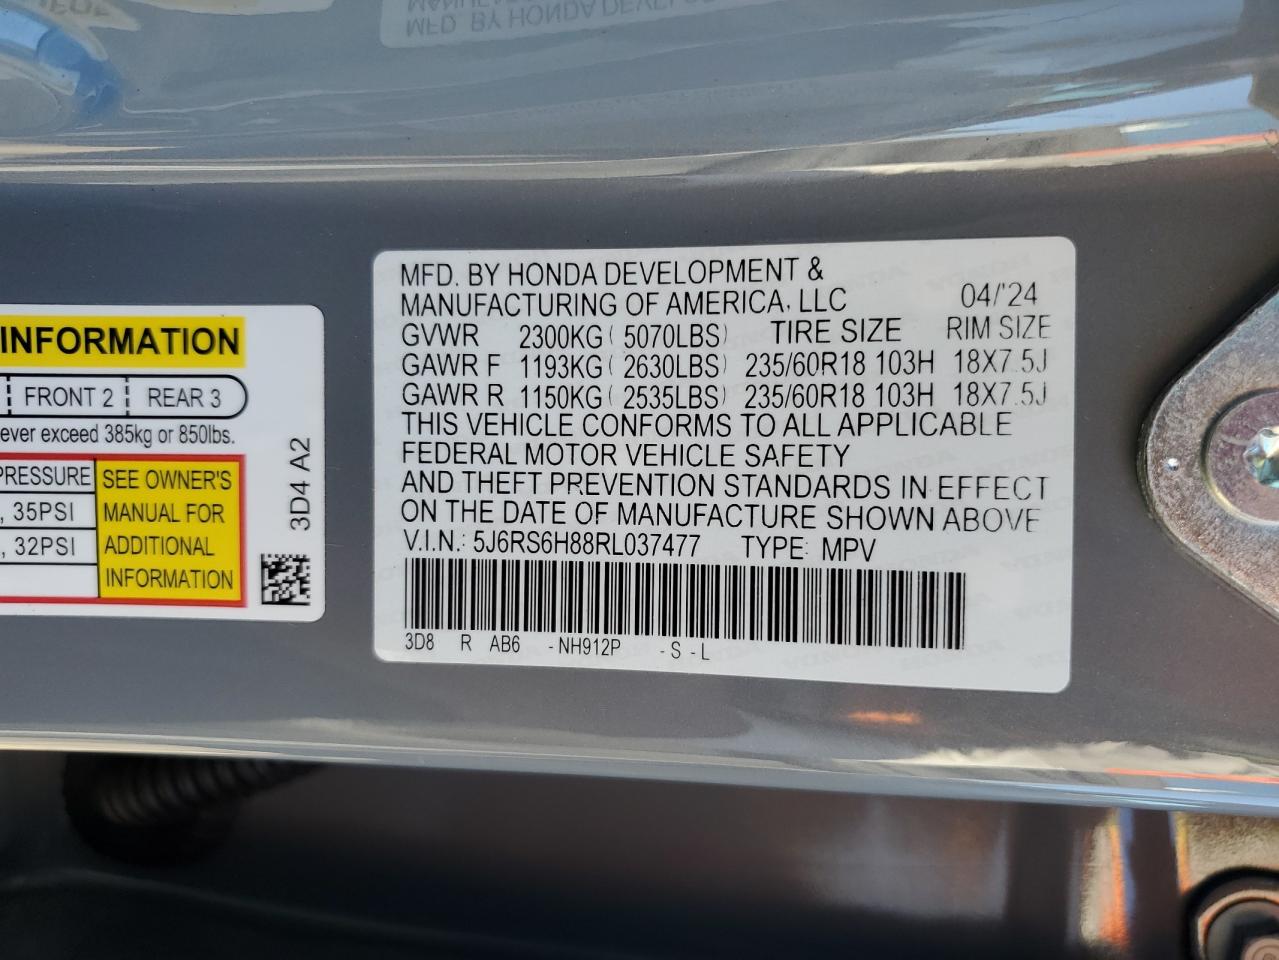 MFD. BY HONDA DEVELOPMENT &
MANUFACTURING OF AMERICA, LLC 04/'24
GVWR 2300KG( 5070LBS) TIRE SIZE RIM SIZE
GAWR F 1193KG( 2630LBS) 235/60R18 103H 18X7.5J
GAWR R 1150KG( 2535LBS) 235/60R18 103H 18X7.5J
THIS VEHICLE CONFORMS TO ALL APPLICABLE
FEDERAL MOTOR VEHICLE SAFETY
AND THEFT PREVENTION STANDARDS IN EFFECT
ON THE DATE OF MANUFACTURE SHOWN ABOVE
V.I.N.: 5J6RS6H88RL037477 TYPE: MPV
3D8 R AB6 -NH912P -S -L
INFORMATION
FRONT 2 REAR 3
ever exceed 385kg or 850lbs.
PRESSURE
, 35PSI
, 32PSI
SEE OWNER'S
MANUAL FOR
ADDITIONAL
INFORMATION
3D4 A2